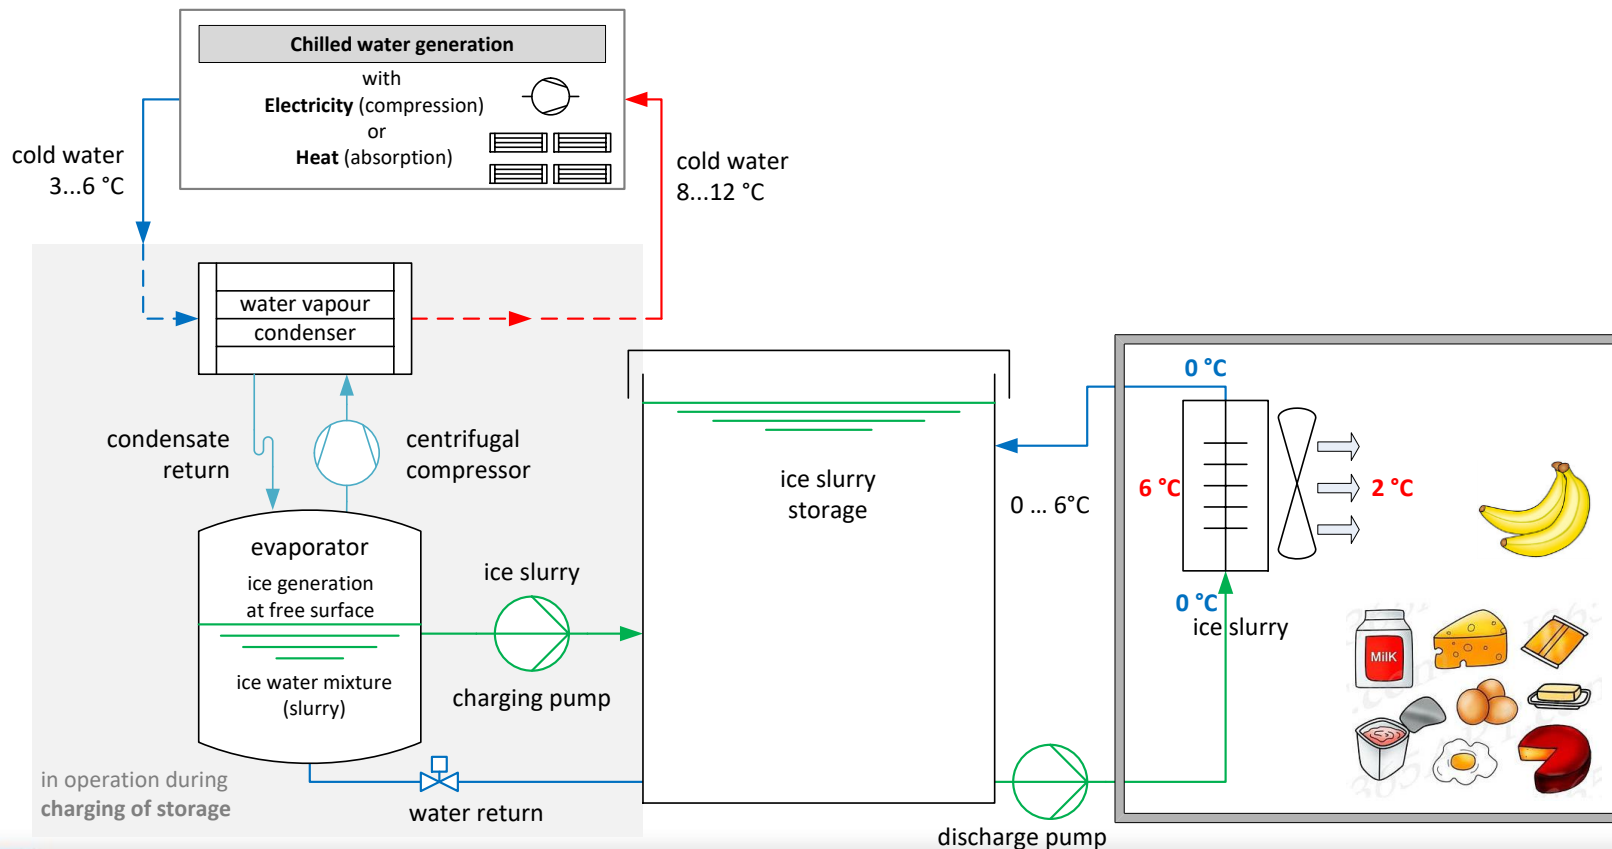 Chilled water generation
with
Electricity (compression)
or
Heat (absorption)
cold water
3...6 °C
cold water
8...12 °C
water vapour
condenser
condensate
return
centrifugal
compressor
evaporator
ice generation
at free surface
ice water mixture
(slurry)
ice slurry
charging pump
water return
in operation during
charging of storage
ice slurry
storage
0 ... 6°C
discharge pump
0 °C
6 °C
2 °C
0 °C
ice slurry
MilK